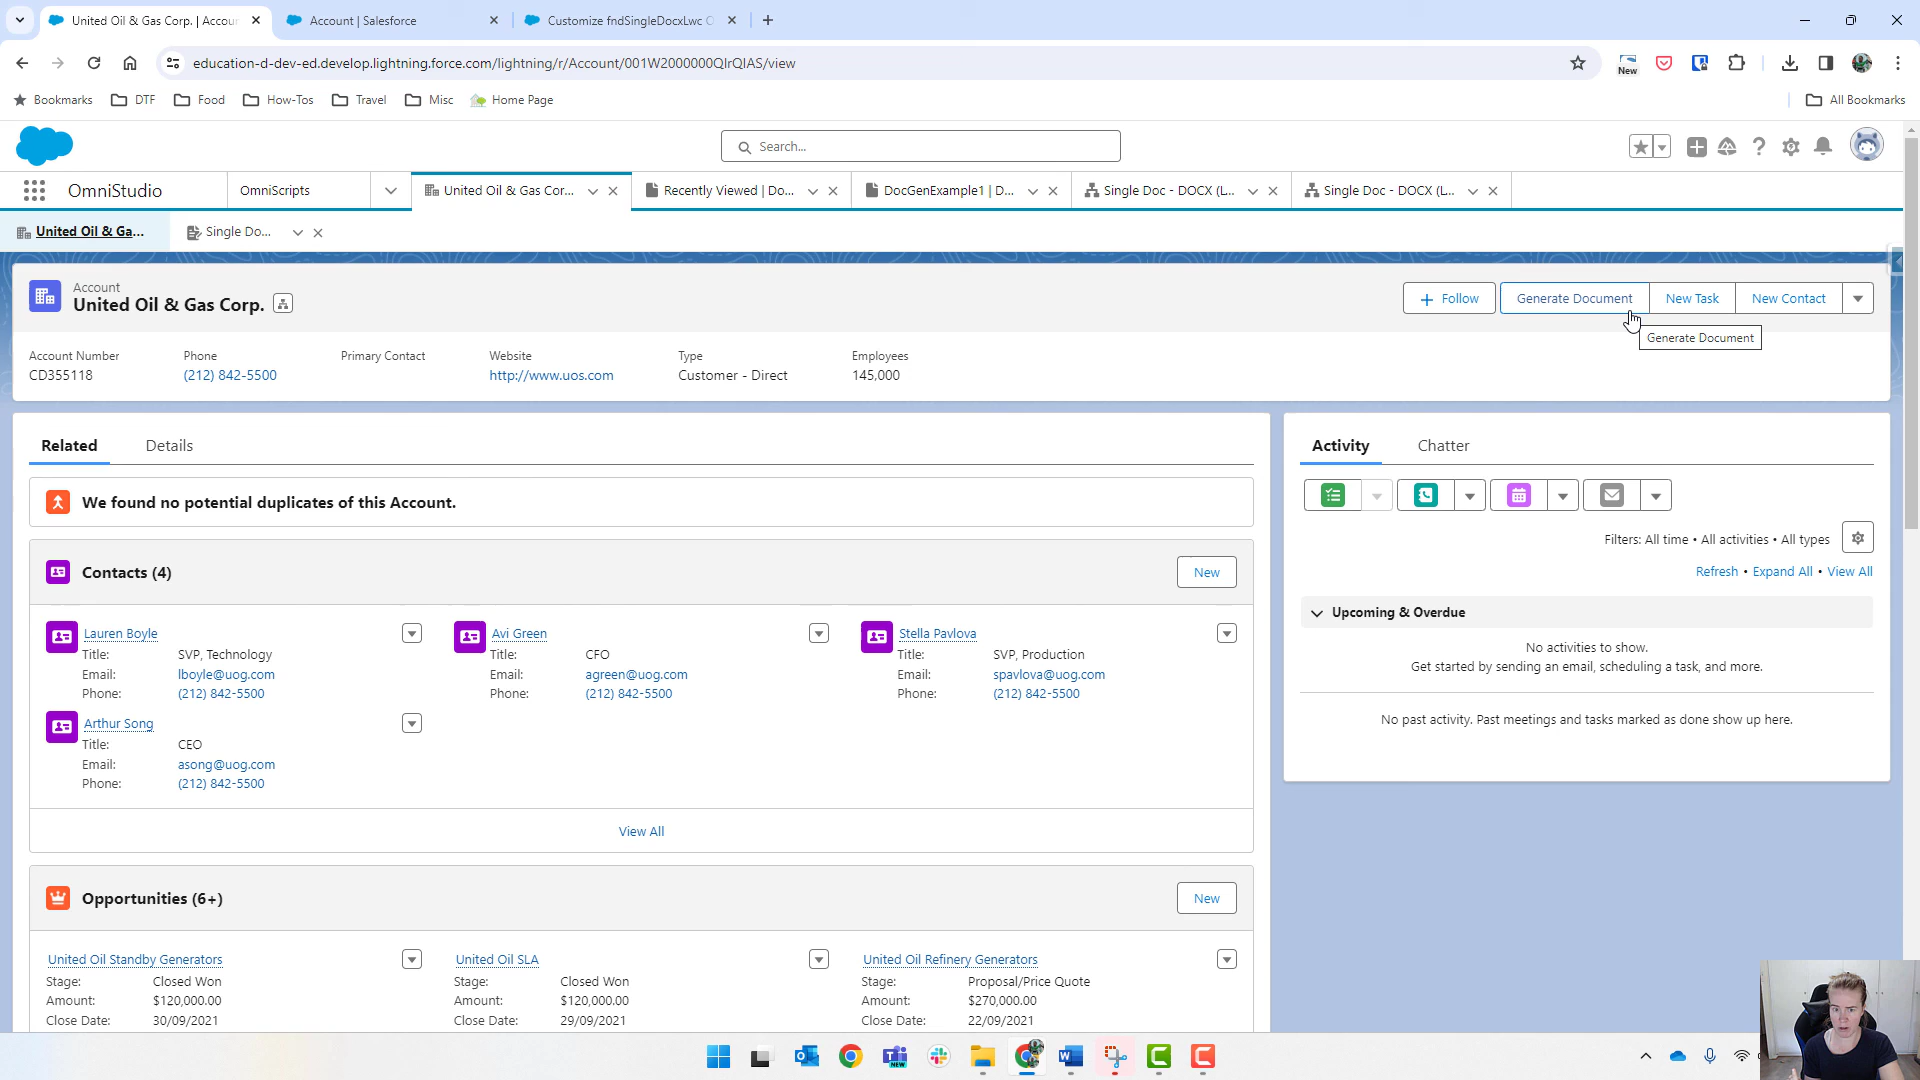 United Oil & Gas Corp. | Accou
Account | Salesforce
Customize fndSingleDocxLwc O
education-d-dev-ed.develop.lightning.force.com/lightning/r/Account/001W2000000QIrQIAS/view
New
Bookmarks
DTF
Food
How-Tos
Travel
Misc
Home Page
All Bookmarks
Search...
OmniStudio
OmniScripts
United Oil & Gas Cor...
Recently Viewed | Do...
DocGenExample1 | D...
Single Doc - DOCX (L...
Single Doc - DOCX (L...
United Oil & Ga...
Single Do...
Account
United Oil & Gas Corp.
Follow
Generate Document
New Task
New Contact
Generate Document
Account Number
CD355118
Phone
(212) 842-5500
Primary Contact
Website
http://www.uos.com
Type
Customer - Direct
Employees
145,000
Related
Details
We found no potential duplicates of this Account.
Contacts (4)
New
Lauren Boyle
Title: SVP, Technology
Email: lboyle@uog.com
Phone: (212) 842-5500
Avi Green
Title: CFO
Email: agreen@uog.com
Phone: (212) 842-5500
Stella Pavlova
Title: SVP, Production
Email: spavlova@uog.com
Phone: (212) 842-5500
Arthur Song
Title: CEO
Email: asong@uog.com
Phone: (212) 842-5500
View All
Opportunities (6+)
New
United Oil Standby Generators
Stage: Closed Won
Amount: $120,000.00
Close Date: 30/09/2021
United Oil SLA
Stage: Closed Won
Amount: $120,000.00
Close Date: 29/09/2021
United Oil Refinery Generators
Stage: Proposal/Price Quote
Amount: $270,000.00
Close Date: 22/09/2021
Activity
Chatter
Filters: All time • All activities • All types
Refresh • Expand All • View All
Upcoming & Overdue
No activities to show.
Get started by sending an email, scheduling a task, and more.
No past activity. Past meetings and tasks marked as done show up here.
NEW